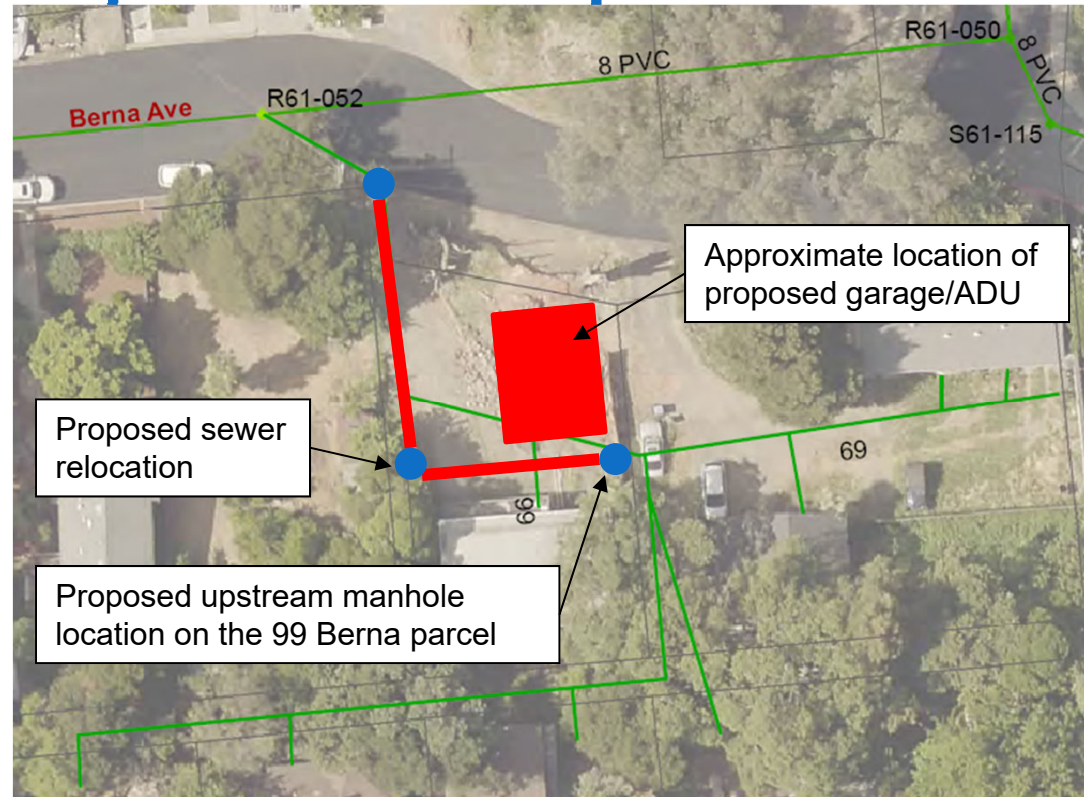 R61-050
8 PVC
8 PVC
R61-052
Berna Ave
S61-115
Approximate location of
proposed garage/ADU
Proposed sewer
relocation
69
99
Proposed upstream manhole
location on the 99 Berna parcel